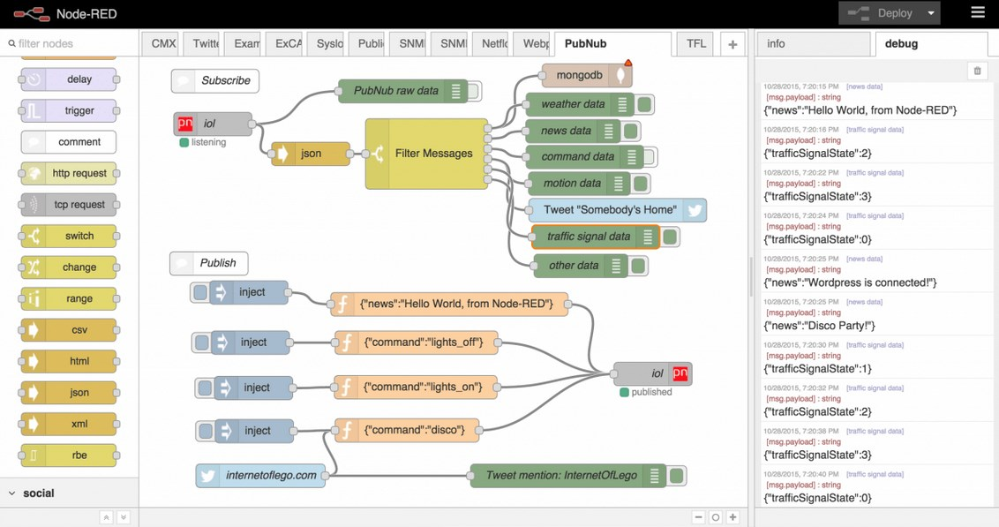 Node-RED
Deploy
filter nodes
CMX
Twitte
Exam
ExCA
Syslo
Publi
SNM
SNM
Netflo
Webp
PubNub
TFL
+
info
debug
delay
trigger
comment
http request
tcp request
switch
change
range
csv
html
json
xml
rbe
social
Subscribe
pn iol
listening
PubNub raw data
json
Filter Messages
mongodb
weather data
news data
command data
motion data
Tweet "Somebody's Home"
traffic signal data
other data
Publish
inject
{"news":"Hello World, from Node-RED"}
inject
{"command":"lights_off"}
inject
{"command":"lights_on"}
inject
{"command":"disco"}
iol pn
published
internetoflego.com
Tweet mention: InternetOfLego
10/28/2015, 7:20:15 PM [news data]
[msg.payload] : string
{"news":"Hello World, from Node-RED"}
10/28/2015, 7:20:18 PM [traffic signal data]
[msg.payload] : string
{"trafficSignalState":2}
10/28/2015, 7:20:22 PM [traffic signal data]
[msg.payload] : string
{"trafficSignalState":3}
10/28/2015, 7:20:24 PM [traffic signal data]
[msg.payload] : string
{"trafficSignalState":0}
10/28/2015, 7:20:25 PM [news data]
[msg.payload] : string
{"news":"Wordpress is connected!"}
10/28/2015, 7:20:25 PM [news data]
[msg.payload] : string
{"news":"Disco Party!"}
10/28/2015, 7:20:30 PM [traffic signal data]
[msg.payload] : string
{"trafficSignalState":1}
10/28/2015, 7:20:32 PM [traffic signal data]
[msg.payload] : string
{"trafficSignalState":2}
10/28/2015, 7:20:38 PM [traffic signal data]
[msg.payload] : string
{"trafficSignalState":3}
10/28/2015, 7:20:40 PM [traffic signal data]
[msg.payload] : string
{"trafficSignalState":0}